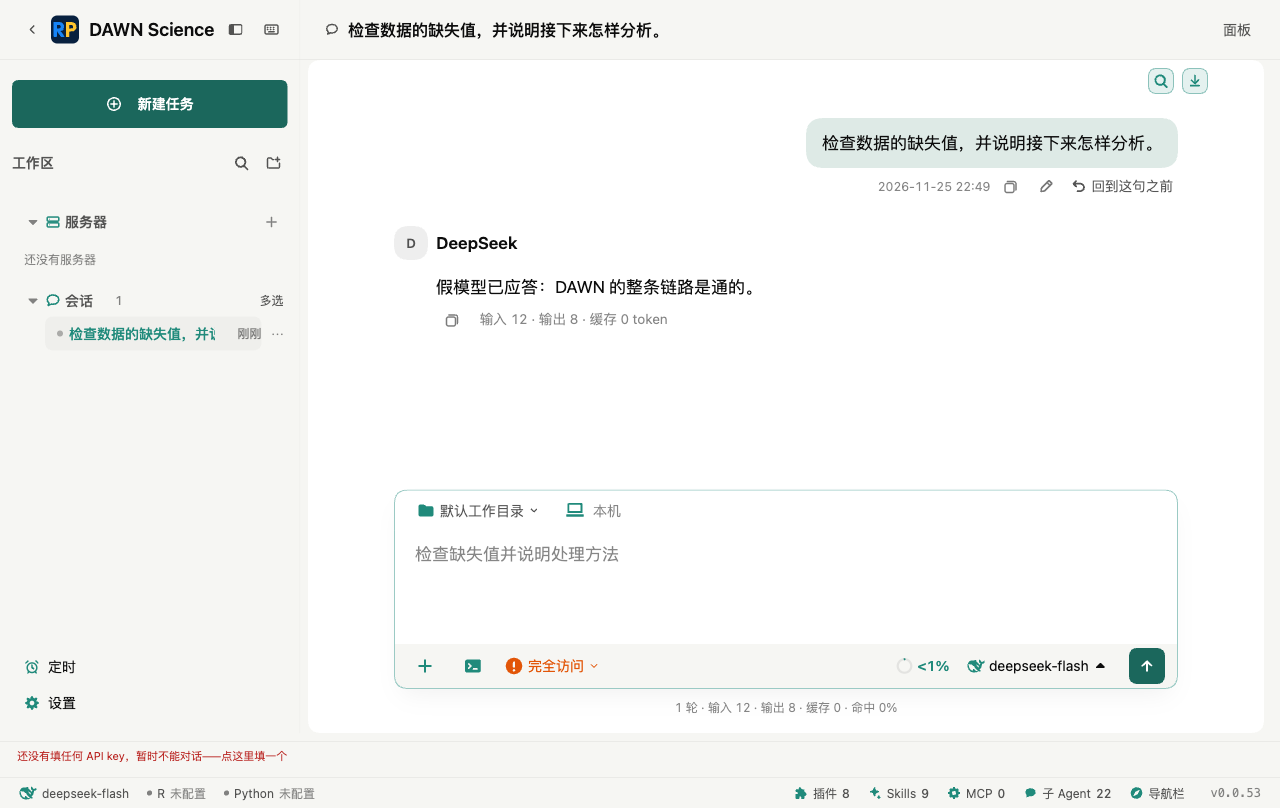 RP DAWN Science
检查数据的缺失值，并说明接下来怎样分析。
面板
新建任务
工作区
服务器
还没有服务器
会话 1 多选
检查数据的缺失值，并 刚刚 ···
定时
设置
检查数据的缺失值，并说明接下来怎样分析。
2026-11-25 22:49 回到这句之前
D DeepSeek
假模型已应答：DAWN 的整条链路是通的。
输入 12 · 输出 8 · 缓存 0 token
默认工作目录 本机
检查缺失值并说明处理方法
完全访问 <1% deepseek-flash
1 轮 · 输入 12 · 输出 8 · 缓存 0 · 命中 0%
还没有填任何 API key，暂时不能对话——点这里填一个
deepseek-flash R 未配置 Python 未配置 插件 8 Skills 9 MCP 0 子 Agent 22 导航栏 v0.0.53